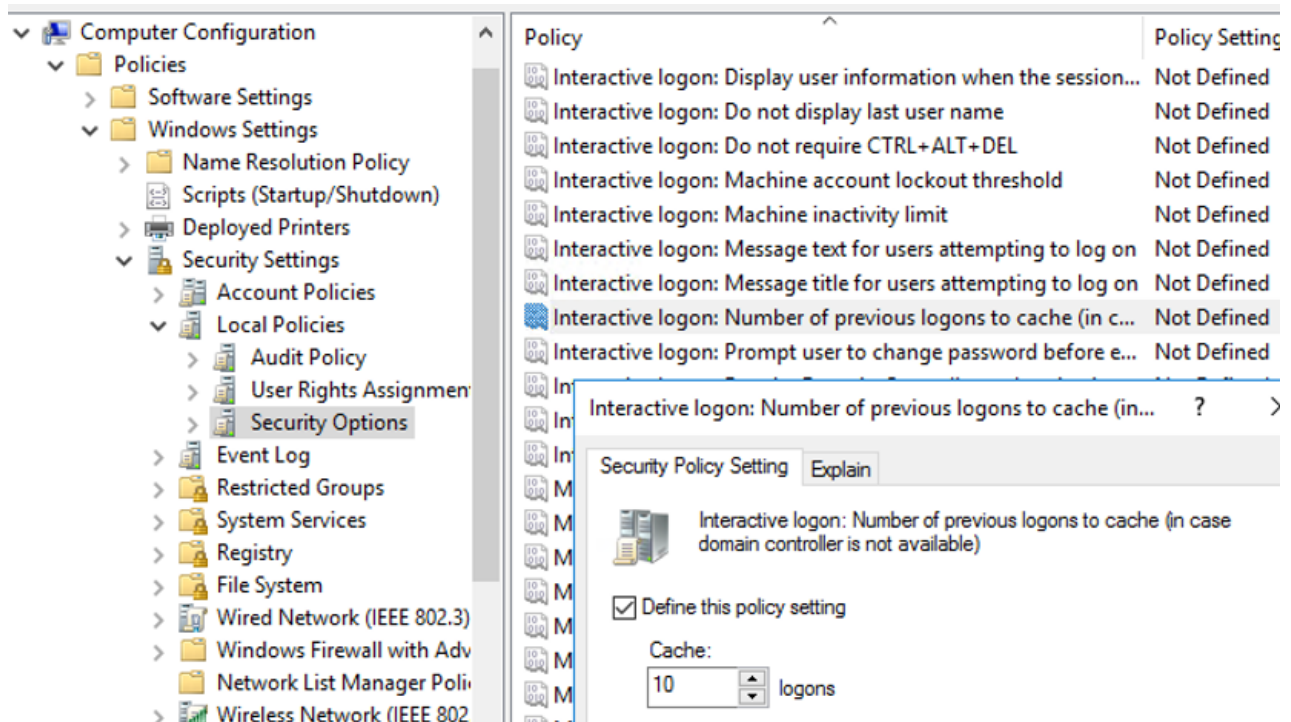 Computer Configuration
Policies
Software Settings
Windows Settings
Name Resolution Policy
Scripts (Startup/Shutdown)
Deployed Printers
Security Settings
Account Policies
Local Policies
Audit Policy
User Rights Assignmen
Security Options
Event Log
Restricted Groups
System Services
Registry
File System
Wired Network (IEEE 802.3)
Windows Firewall with Adv
Network List Manager Poli
Wireless Network (IEEE 802
Policy Policy Setting
Interactive logon: Display user information when the session... Not Defined
Interactive logon: Do not display last user name Not Defined
Interactive logon: Do not require CTRL+ALT+DEL Not Defined
Interactive logon: Machine account lockout threshold Not Defined
Interactive logon: Machine inactivity limit Not Defined
Interactive logon: Message text for users attempting to log on Not Defined
Interactive logon: Message title for users attempting to log on Not Defined
Interactive logon: Number of previous logons to cache (in c... Not Defined
Interactive logon: Prompt user to change password before e... Not Defined
In
In
In
M
M
M
M
M
M
M
Interactive logon: Number of previous logons to cache (in... ?
Security Policy Setting Explain
Interactive logon: Number of previous logons to cache (in case
domain controller is not available)
Define this policy setting
Cache:
10 logons